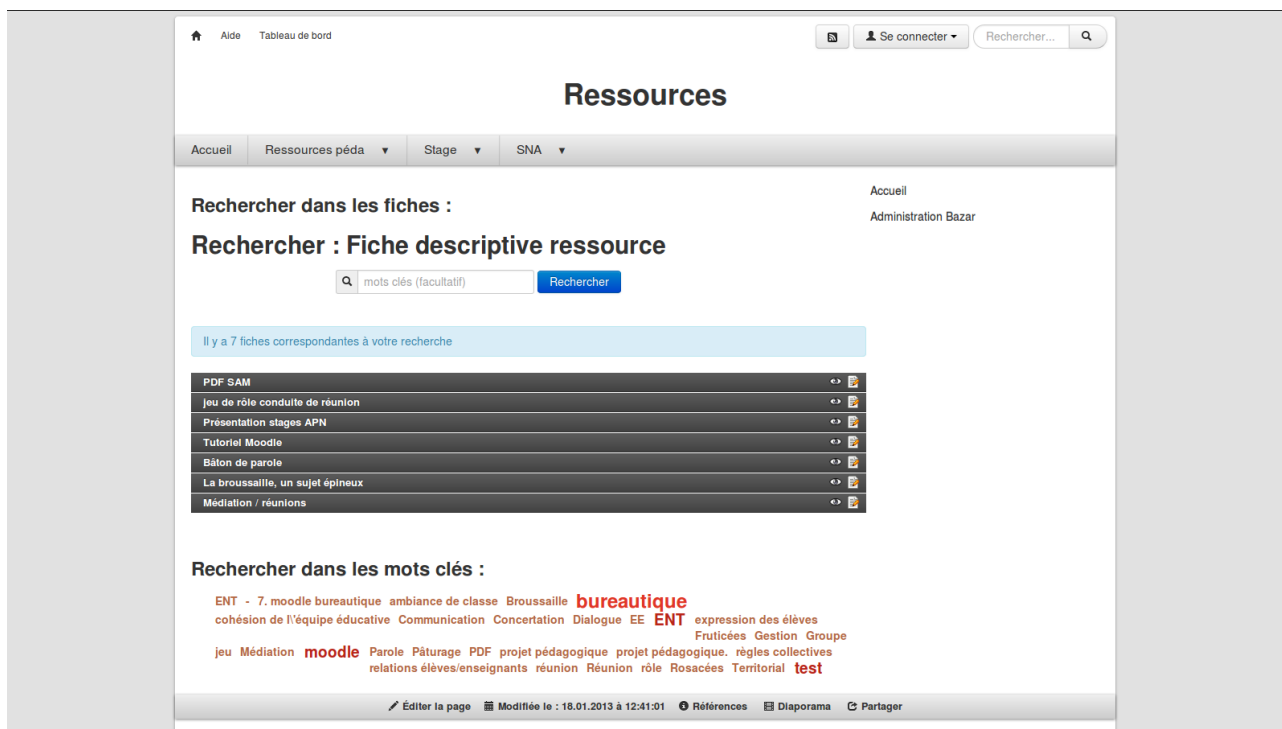 Aide Tableau de bord Se connecter Rechercher...
Ressources
Accueil Ressources péda Stage SNA
Rechercher dans les fiches :
Accueil
Administration Bazar
Rechercher : Fiche descriptive ressource
mots clés (facultatif) Rechercher
Il y a 7 fiches correspondantes à votre recherche
PDF SAM
jeu de rôle conduite de réunion
Présentation stages APN
Tutoriel Moodle
Bâton de parole
La broussaille, un sujet épineux
Médiation / réunions
Rechercher dans les mots clés :
ENT - 7. moodle bureautique ambiance de classe Broussaille bureautique
cohésion de l\'équipe éducative Communication Concertation Dialogue EE ENT expression des élèves
Fruticées Gestion Groupe
jeu Médiation moodle Parole Pâturage PDF projet pédagogique projet pédagogique. règles collectives
relations élèves/enseignants réunion Réunion rôle Rosacées Territorial test
Éditer la page Modifiée le : 18.01.2013 à 12:41:01 Références Diaporama Partager